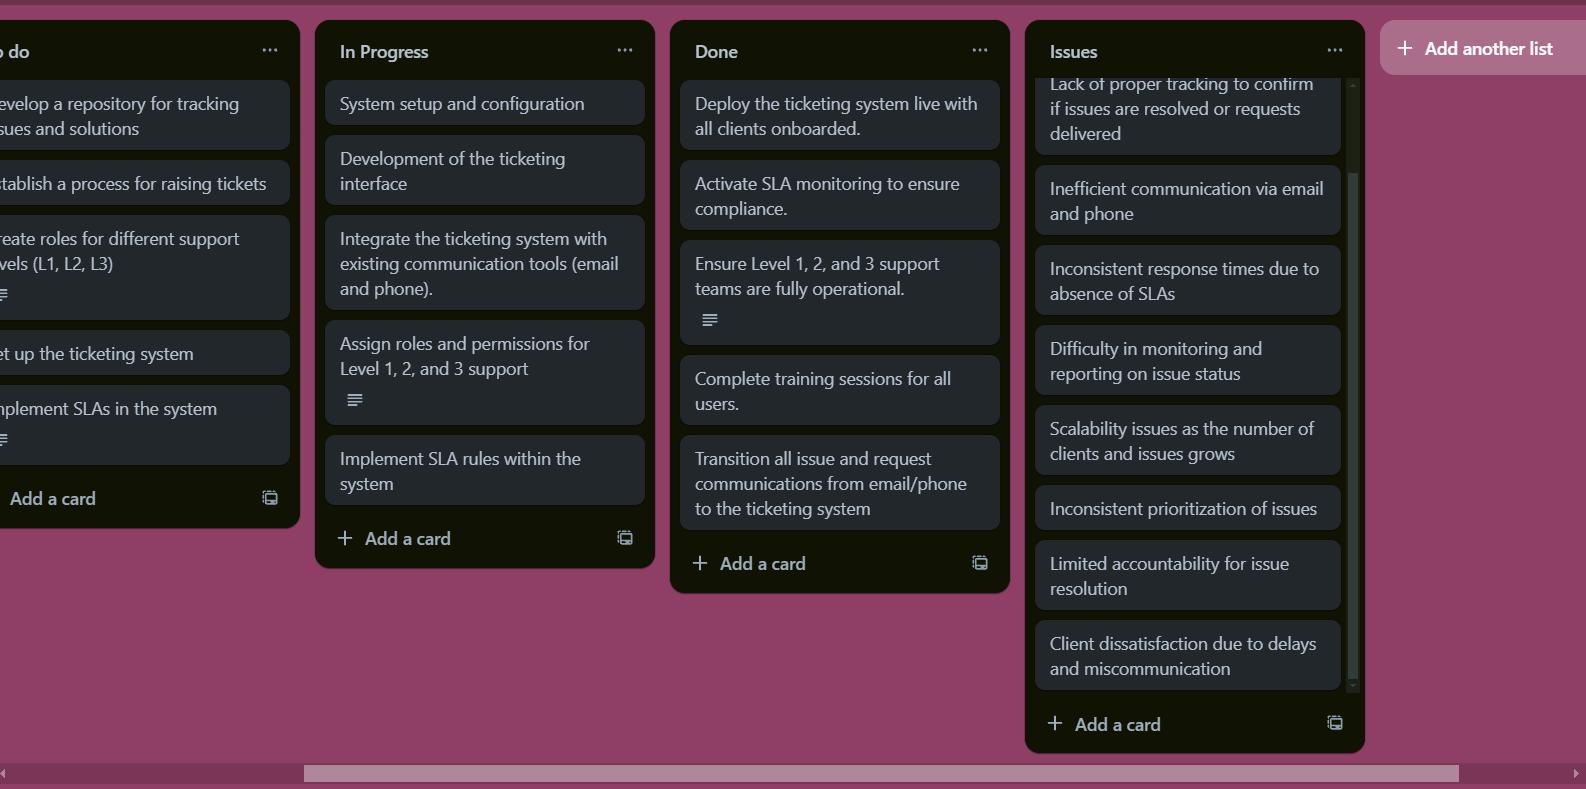 do
In Progress
Done
Issues
Add another list
evelop a repository for tracking
sues and solutions
tablish a process for raising tickets
reate roles for different support
vels (L1, L2, L3)
et up the ticketing system
nplement SLAs in the system
Add a card
System setup and configuration
Development of the ticketing
interface
Integrate the ticketing system with
existing communication tools (email
and phone).
Assign roles and permissions for
Level 1, 2, and 3 support
Implement SLA rules within the
system
Add a card
Deploy the ticketing system live with
all clients onboarded.
Activate SLA monitoring to ensure
compliance.
Ensure Level 1, 2, and 3 support
teams are fully operational.
Complete training sessions for all
users.
Transition all issue and request
communications from email/phone
to the ticketing system
Add a card
Lack of proper tracking to confirm
if issues are resolved or requests
delivered
Inefficient communication via email
and phone
Inconsistent response times due to
absence of SLAs
Difficulty in monitoring and
reporting on issue status
Scalability issues as the number of
clients and issues grows
Inconsistent prioritization of issues
Limited accountability for issue
resolution
Client dissatisfaction due to delays
and miscommunication
Add a card